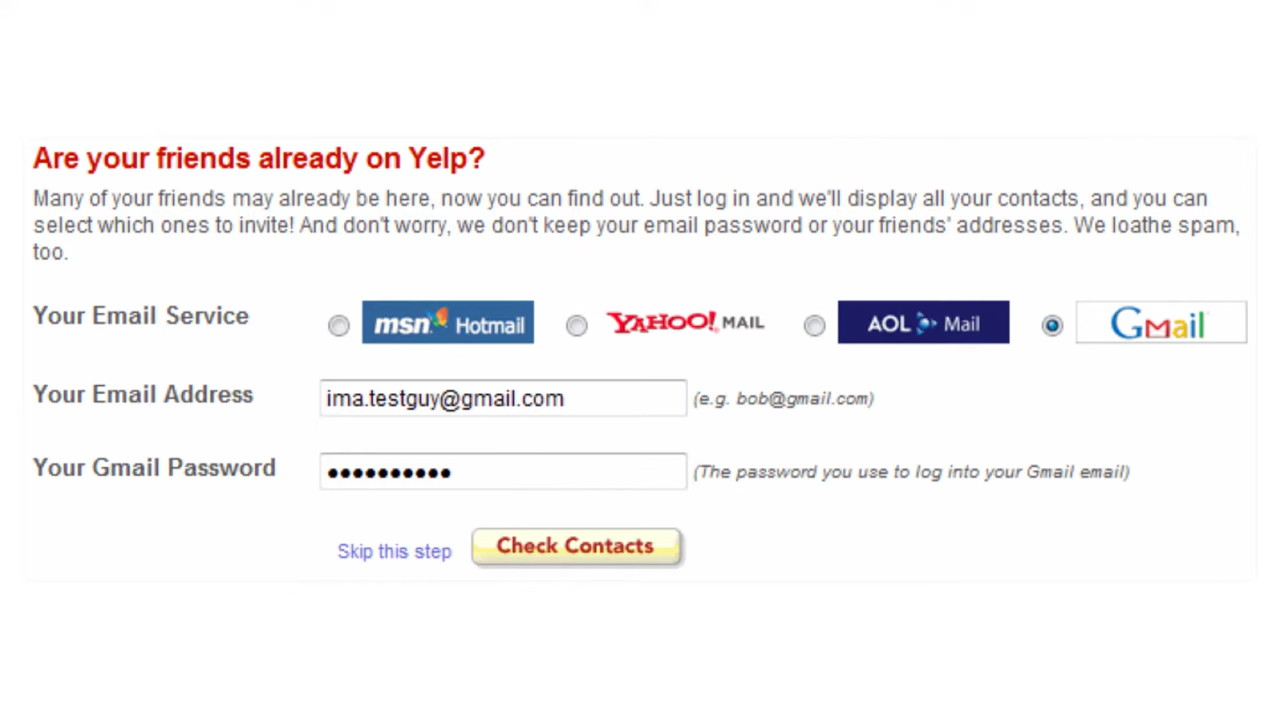 Are your friends already on Yelp?
Many of your friends may already be here, now you can find out. Just log in and we'll display all your contacts, and you can
select which ones to invite! And don't worry, we don't keep your email password or your friends' addresses. We loathe spam,
too.
Your Email Service msn Hotmail YAHOO! MAIL AOL Mail Gmail
Your Email Address ima.testguy@gmail.com (e.g. bob@gmail.com)
Your Gmail Password •••••••••• (The password you use to log into your Gmail email)
Skip this step Check Contacts